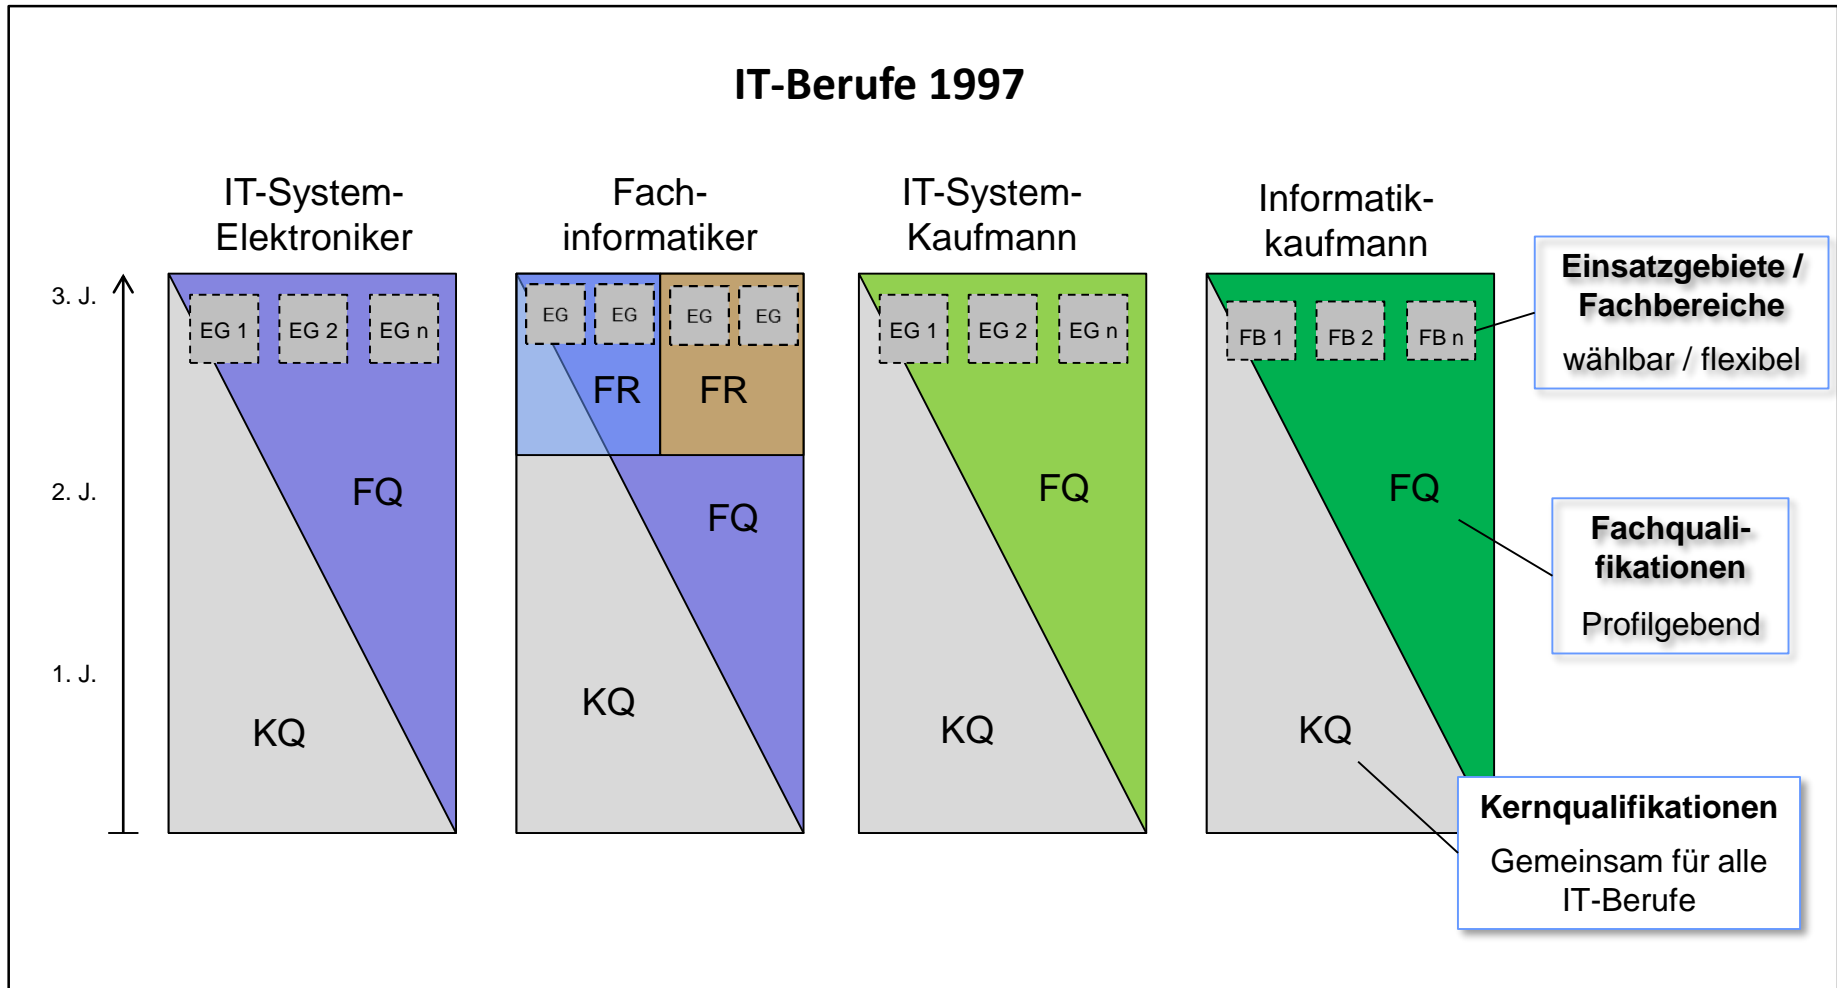 IT-Berufe 1997
IT-System-
Elektroniker
Fach-
informatiker
IT-System-
Kaufmann
Informatik-
kaufmann
3. J.
2. J.
1. J.
EG 1
EG 2
EG n
FQ
KQ
EG
EG
EG
EG
FR
FR
FQ
KQ
EG 1
EG 2
EG n
FQ
KQ
FB 1
FB 2
FB n
FQ
KQ
Einsatzgebiete /
Fachbereiche
wählbar / flexibel
Fachquali-
fikationen
Profilgebend
Kernqualifikationen
Gemeinsam für alle
IT-Berufe